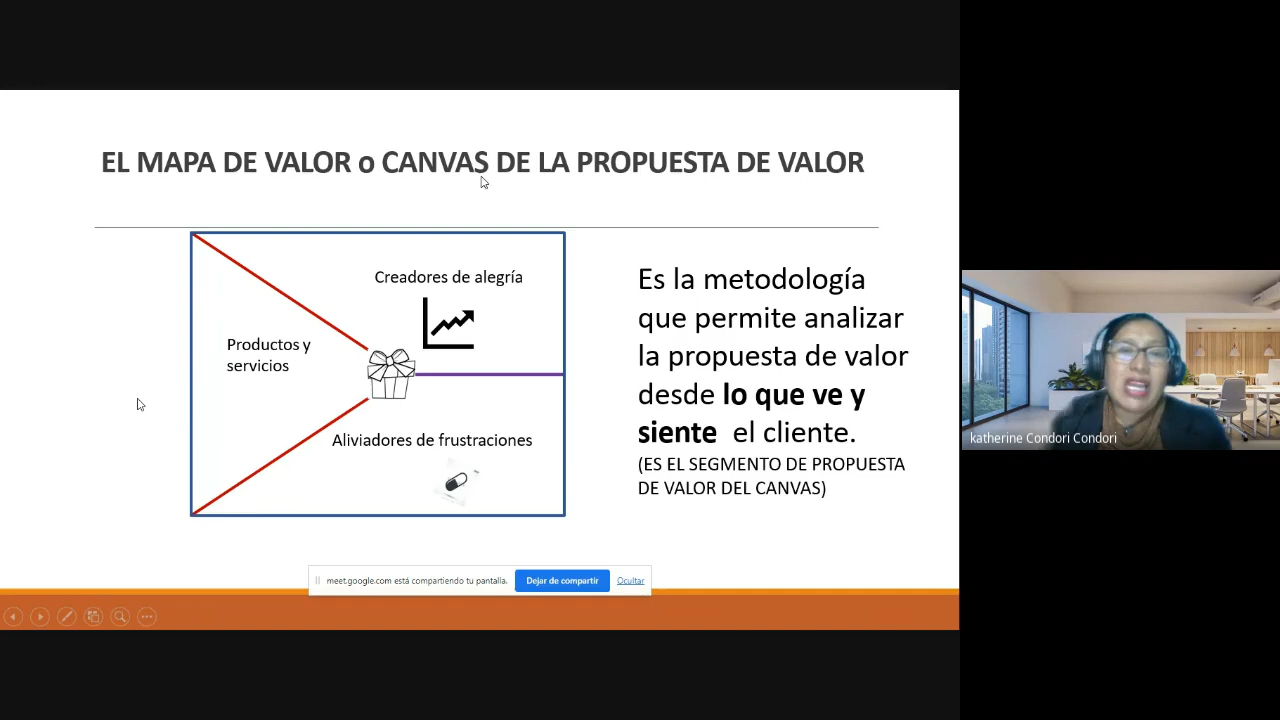 EL MAPA DE VALOR o CANVAS DE LA PROPUESTA DE VALOR
Creadores de alegría
Productos y
servicios
Aliviadores de frustraciones
Es la metodología
que permite analizar
la propuesta de valor
desde lo que ve y
siente el cliente.
(ES EL SEGMENTO DE PROPUESTA
DE VALOR DEL CANVAS)
katherine Condori Condori
meet.google.com está compartiendo tu pantalla.
Dejar de compartir
Ocultar